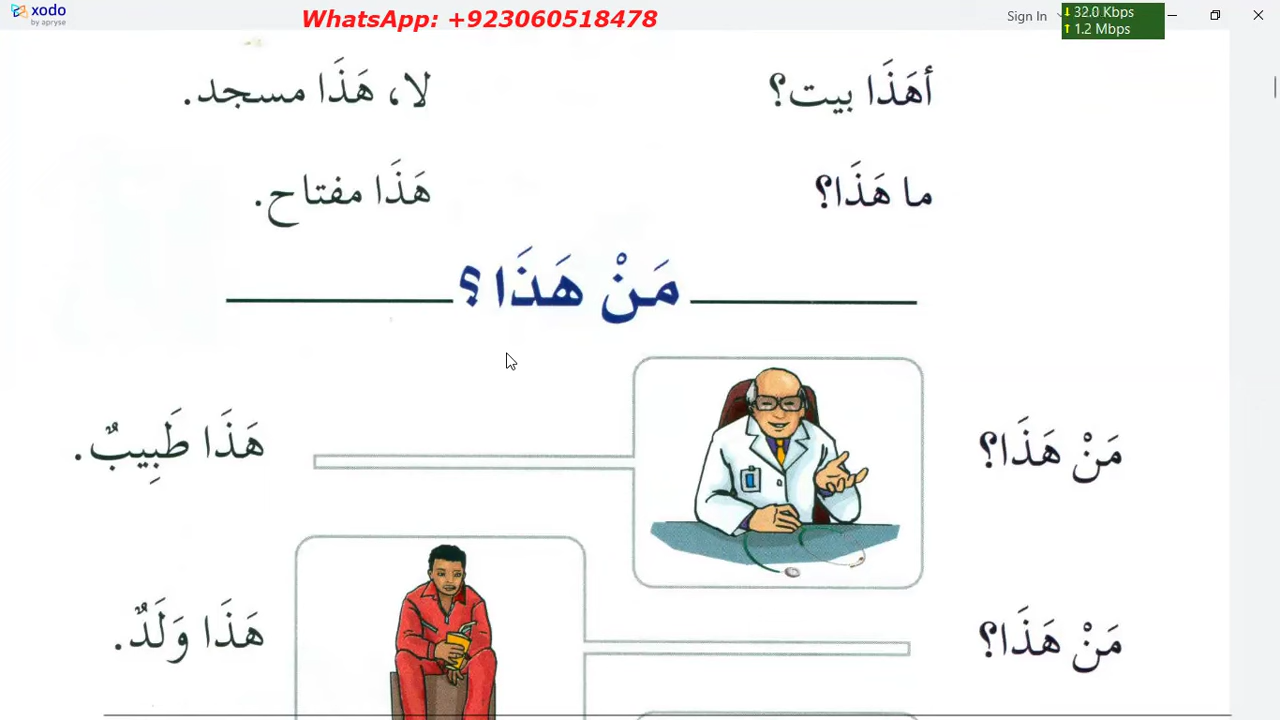 xodo
by apryse
WhatsApp: +923060518478
Sign In
32.0 Kbps
1.2 Mbps
أهَذَا بيت؟ لا، هَذَا مسجد.
ما هَذَا؟ هَذَا مفتاح.
مَنْ هَذَا ؟
مَنْ هَذَا؟ هَذَا طَبِيبٌ.
مَنْ هَذَا؟ هَذَا وَلَدٌ.